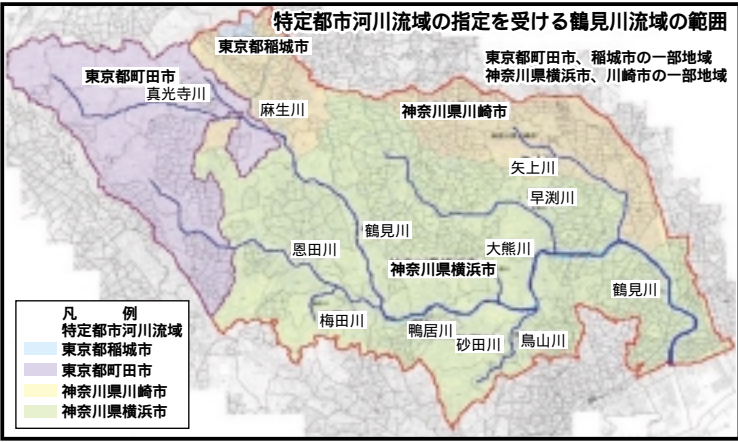 特定都市河川流域の指定を受ける鶴見川流域の範囲
東京都町田市、稲城市の一部地域
神奈川県横浜市、川崎市の一部地域
東京都稲城市
東京都町田市
真光寺川
麻生川
神奈川県川崎市
矢上川
早渕川
鶴見川
恩田川
大熊川
神奈川県横浜市
鶴見川
梅田川
鴨居川
砂田川
鳥山川
凡 例
特定都市河川流域
東京都稲城市
東京都町田市
神奈川県川崎市
神奈川県横浜市